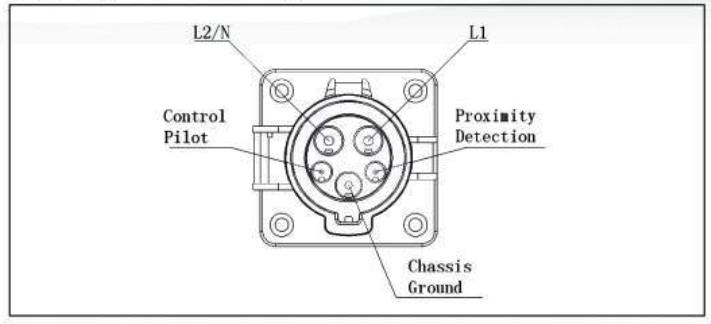 L2/N
L1
Control
Pilot
Proximity
Detection
Chassis
Ground